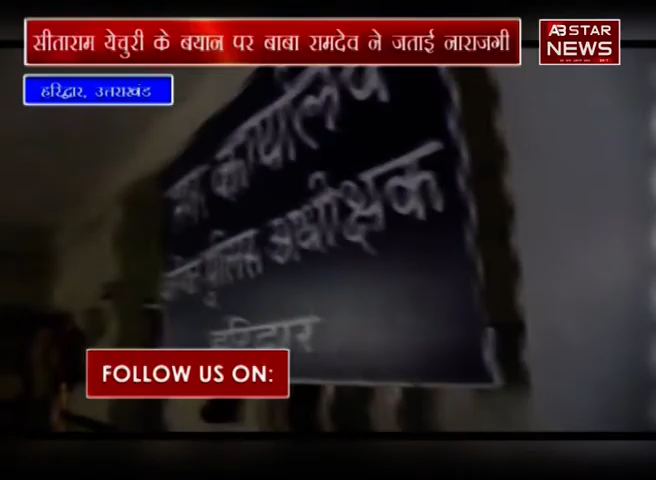 सीताराम येचुरी के बयान पर बाबा रामदेव ने जताई नाराजगी
AB STAR
NEWS
हरिद्वार, उत्तराखंड
कार्यालय
पुलिस अधीक्षक
हरिद्वार
FOLLOW US ON: